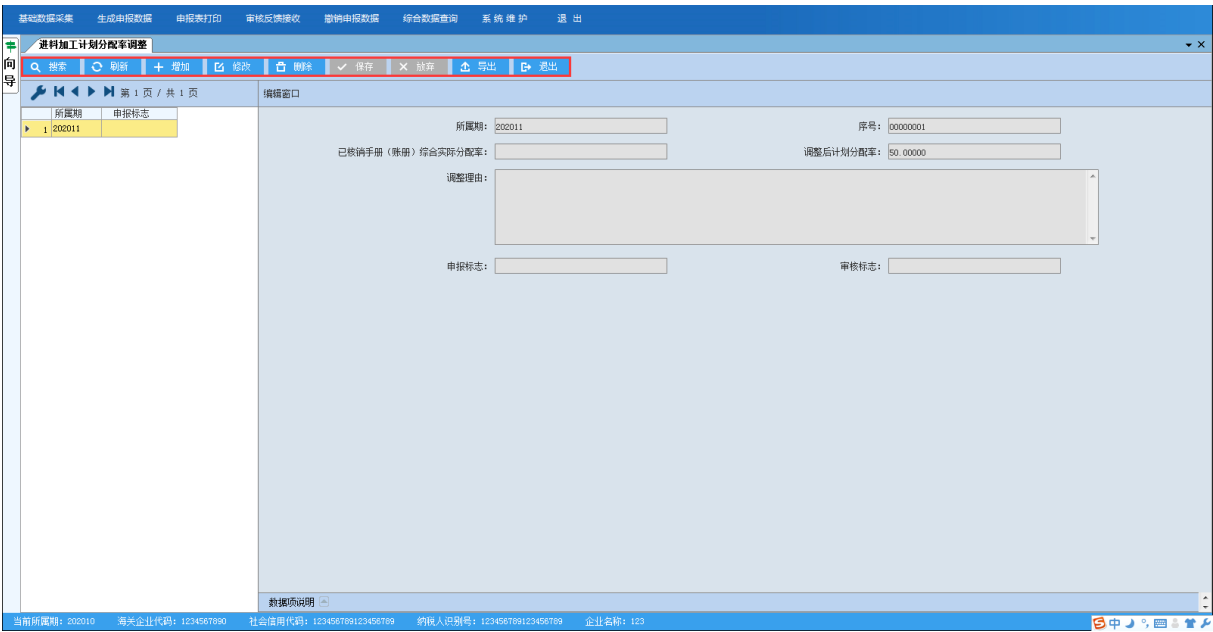 基础数据采集 生成申报数据 申报表打印 审核反馈接收 撤销申报数据 综合数据查询 系统维护 退出
进料加工计划分配率调整
向导
搜索 刷新 增加 修改 删除 保存 放弃 导出 退出
第 1 页 / 共 1 页 编辑窗口
所属期 申报标志
1 202011
所属期: 202011 序号: 00000001
已核销手册（账册）综合实际分配率: 调整后计划分配率: 50.00000
调整理由:
申报标志: 审核标志:
数据项说明
当前所属期: 202010 海关企业代码: 1234567890 社会信用代码: 123456789123456789 纳税人识别号: 123456789123456789 企业名称: 123
中